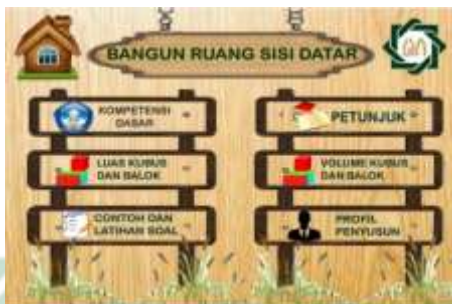 BANGUN RUANG SISI DATAR
KOMPETENSI
DASAR
PETUNJUK
LUAS KUBUS
DAN BALOK
VOLUME KUBUS
DAN BALOK
CONTOH DAN
LATIHAN SOAL
PROFIL
PENYUSUN